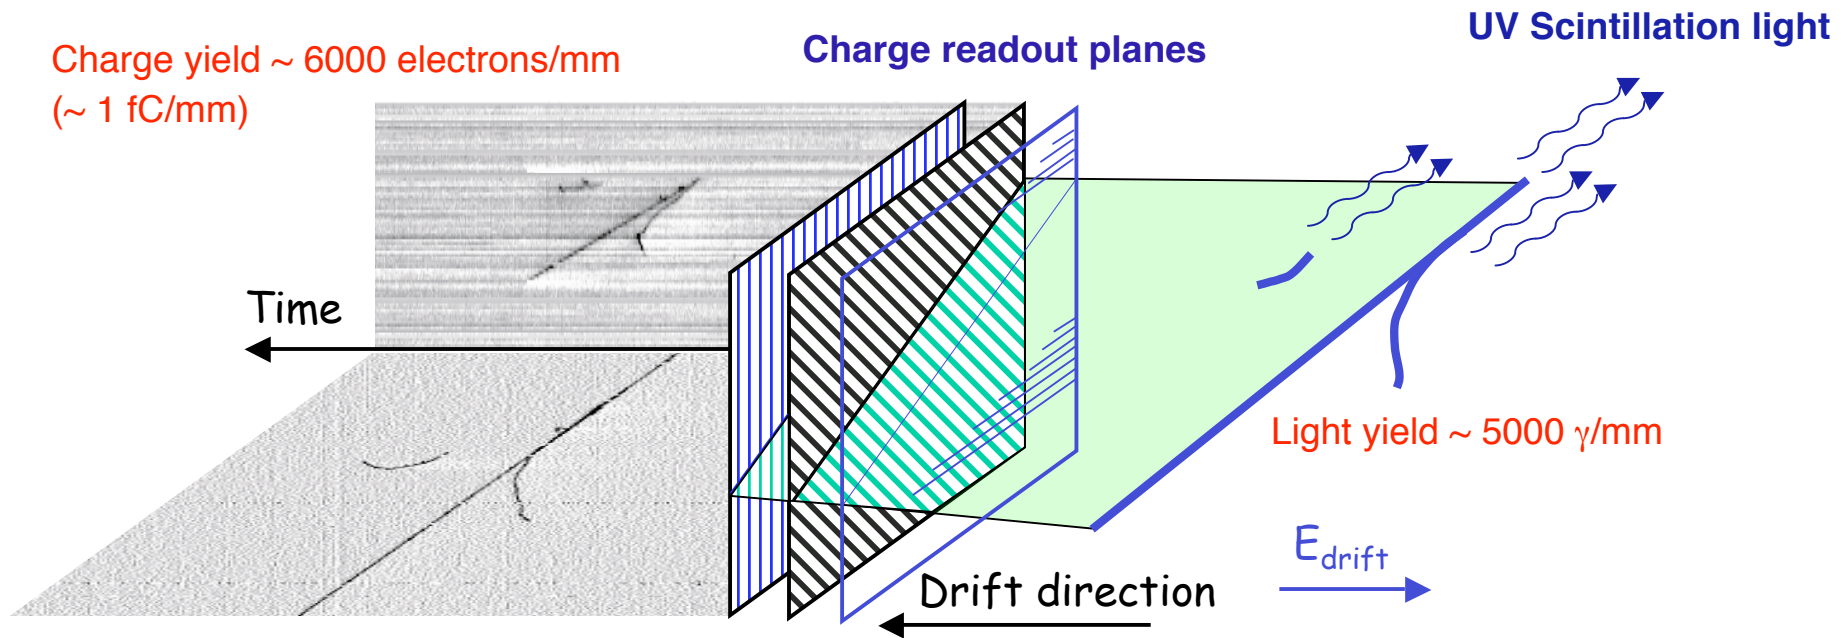 UV Scintillation light
Charge readout planes
Charge yield ~ 6000 electrons/mm
(~ 1 fC/mm)
Time
Light yield ~ 5000 γ/mm
E_drift
Drift direction